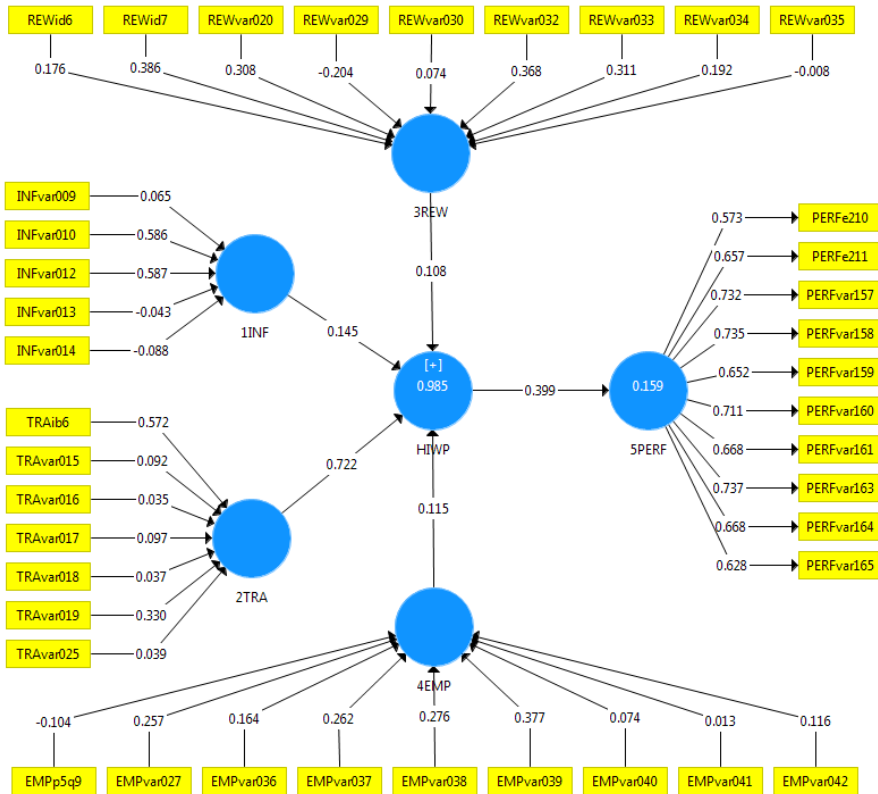 REWid6 REWid7 REWvar020 REWvar029 REWvar030 REWvar032 REWvar033 REWvar034 REWvar035
0.176 0.386 0.308 -0.204 0.074 0.368 0.311 0.192 -0.008
3REW
INFvar009 0.065
INFvar010 0.586
INFvar012 0.587
INFvar013 -0.043
INFvar014 -0.088
1INF
0.108
0.145
[+]
0.985
HIWP
0.399
0.159
5PERF
0.573 PERFe210
0.657 PERFe211
0.732 PERFvar157
0.735 PERFvar158
0.652 PERFvar159
0.711 PERFvar160
0.668 PERFvar161
0.737 PERFvar163
0.668 PERFvar164
0.628 PERFvar165
TRAib6 0.572
TRAvar015 0.092
TRAvar016 0.035
TRAvar017 0.097
TRAvar018 0.037
TRAvar019 0.330
TRAvar025 0.039
2TRA
0.722
0.115
4EMP
-0.104 0.257 0.164 0.262 0.276 0.377 0.074 0.013 0.116
EMPp5q9 EMPvar027 EMPvar036 EMPvar037 EMPvar038 EMPvar039 EMPvar040 EMPvar041 EMPvar042